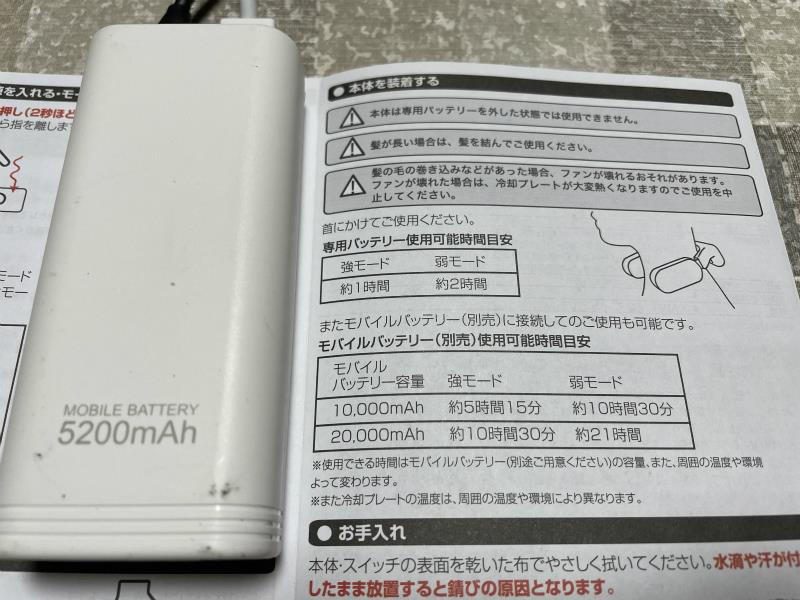 を入れる・モー
押し(2秒ほど
ら指を離しま
モード
モー
MOBILE BATTERY
5200mAh
● 本体を装着する
本体は専用バッテリーを外した状態では使用できません。
髪が長い場合は、髪を結んでご使用ください。
髪の毛の巻き込みなどがあった場合、ファンが壊れるおそれがあります。
ファンが壊れた場合は、冷却プレートが大変熱くなりますのでご使用を中
止してください。
首にかけてご使用ください。
専用バッテリー使用可能時間目安
強モード 弱モード
約1時間 約2時間
またモバイルバッテリー(別売)に接続してのご使用も可能です。
モバイルバッテリー(別売)使用可能時間目安
モバイル
バッテリー容量 強モード 弱モード
10,000mAh 約5時間15分 約10時間30分
20,000mAh 約10時間30分 約21時間
※使用できる時間はモバイルバッテリー(別途ご用意ください)の容量、また、周囲の温度や環境
よって変わります。
※また冷却プレートの温度は、周囲の温度や環境により異なります。
● お手入れ
本体・スイッチの表面を乾いた布でやさしく拭いてください。水滴や汗が付
したまま放置すると錆びの原因となります。